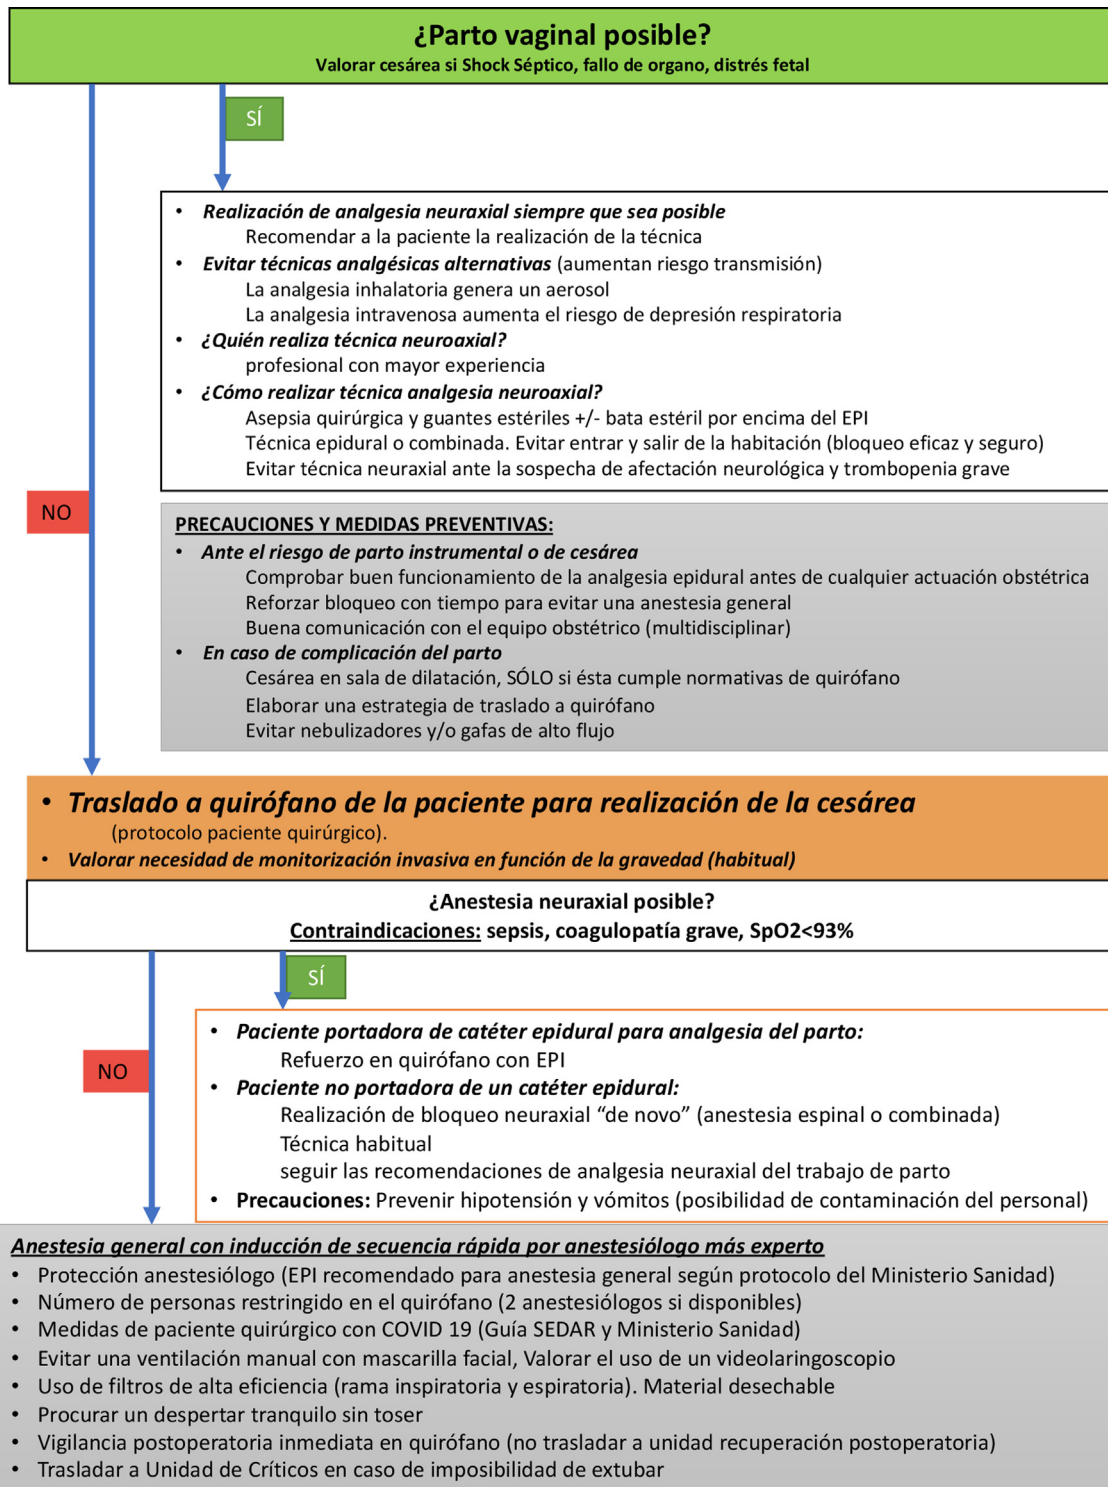 ¿Parto vaginal posible?
Valorar cesárea si Shock Séptico, fallo de organo, distrés fetal
SÍ
• Realización de analgesia neuraxial siempre que sea posible
Recomendar a la paciente la realización de la técnica
• Evitar técnicas analgésicas alternativas (aumentan riesgo transmisión)
La analgesia inhalatoria genera un aerosol
La analgesia intravenosa aumenta el riesgo de depresión respiratoria
• ¿Quién realiza técnica neuroaxial?
profesional con mayor experiencia
• ¿Cómo realizar técnica analgesia neuroaxial?
Asepsia quirúrgica y guantes estériles +/- bata estéril por encima del EPI
Técnica epidural o combinada. Evitar entrar y salir de la habitación (bloqueo eficaz y seguro)
Evitar técnica neuraxial ante la sospecha de afectación neurológica y trombopenia grave
NO
PRECAUCIONES Y MEDIDAS PREVENTIVAS:
• Ante el riesgo de parto instrumental o de cesárea
Comprobar buen funcionamiento de la analgesia epidural antes de cualquier actuación obstétrica
Reforzar bloqueo con tiempo para evitar una anestesia general
Buena comunicación con el equipo obstétrico (multidisciplinar)
• En caso de complicación del parto
Cesárea en sala de dilatación, SÓLO si ésta cumple normativas de quirófano
Elaborar una estrategia de traslado a quirófano
Evitar nebulizadores y/o gafas de alto flujo
• Traslado a quirófano de la paciente para realización de la cesárea
(protocolo paciente quirúrgico).
• Valorar necesidad de monitorización invasiva en función de la gravedad (habitual)
¿Anestesia neuraxial posible?
Contraindicaciones: sepsis, coagulopatía grave, SpO2<93%
SÍ
• Paciente portadora de catéter epidural para analgesia del parto:
Refuerzo en quirófano con EPI
• Paciente no portadora de un catéter epidural:
Realización de bloqueo neuraxial “de novo” (anestesia espinal o combinada)
Técnica habitual
seguir las recomendaciones de analgesia neuraxial del trabajo de parto
• Precauciones: Prevenir hipotensión y vómitos (posibilidad de contaminación del personal)
NO
Anestesia general con inducción de secuencia rápida por anestesiólogo más experto
• Protección anestesiólogo (EPI recomendado para anestesia general según protocolo del Ministerio Sanidad)
• Número de personas restringido en el quirófano (2 anestesiólogos si disponibles)
• Medidas de paciente quirúrgico con COVID 19 (Guía SEDAR y Ministerio Sanidad)
• Evitar una ventilación manual con mascarilla facial, Valorar el uso de un videolaringoscopio
• Uso de filtros de alta eficiencia (rama inspiratoria y espiratoria). Material desechable
• Procurar un despertar tranquilo sin toser
• Vigilancia postoperatoria inmediata en quirófano (no trasladar a unidad recuperación postoperatoria)
• Trasladar a Unidad de Críticos en caso de imposibilidad de extubar